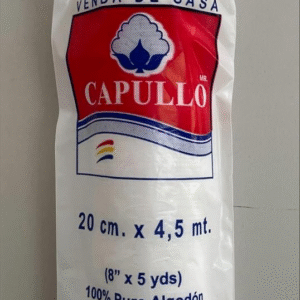 VENDA DE GASA
CAPULLO
MR.
20 cm. x 4,5 mt.
(8" x 5 yds)
100% Puro Algodón